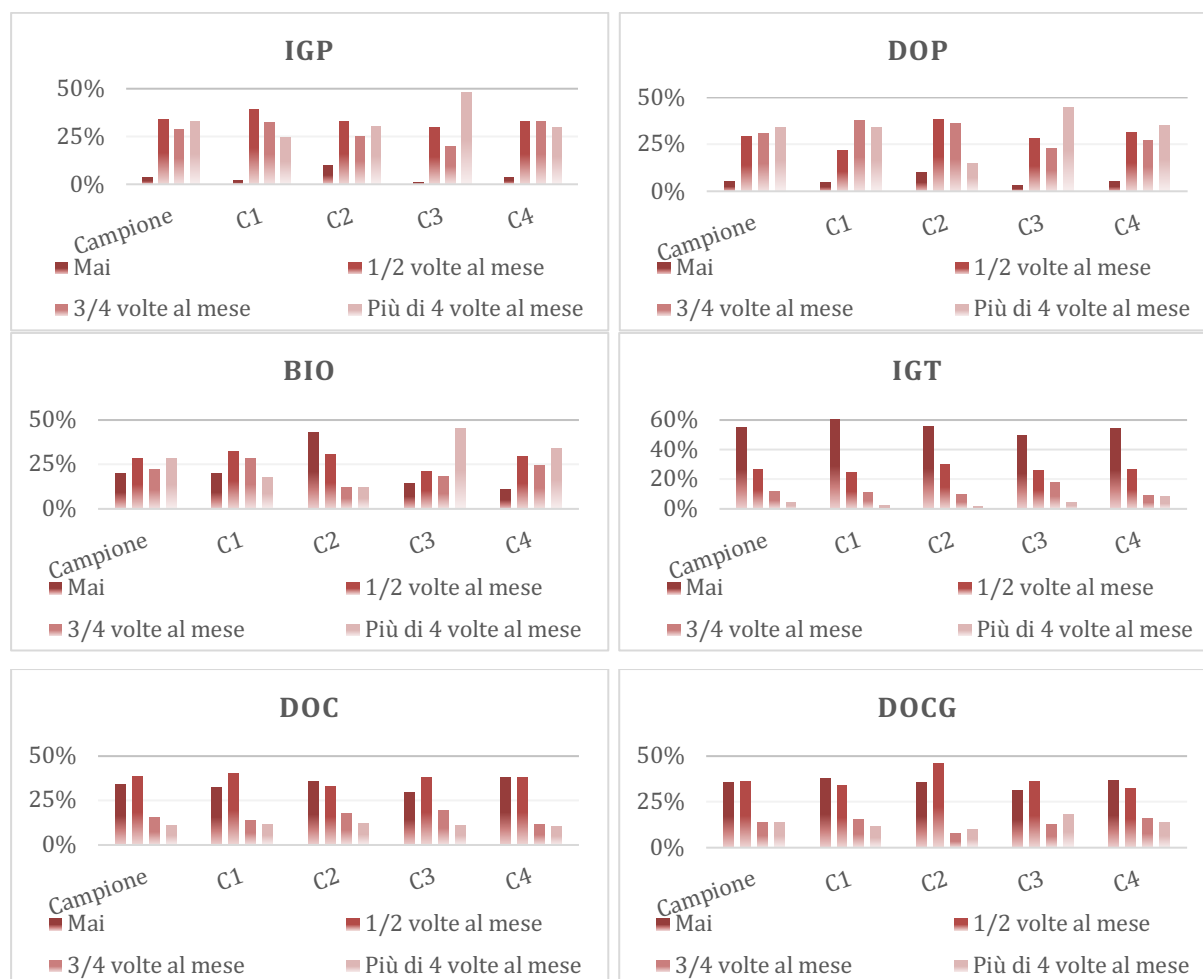 IGP
50%
25%
0%
Campione C1 C2 C3 C4
Mai 1/2 volte al mese
3/4 volte al mese Più di 4 volte al mese
DOP
50%
25%
0%
Campione C1 C2 C3 C4
Mai 1/2 volte al mese
3/4 volte al mese Più di 4 volte al mese
BIO
50%
25%
0%
Campione C1 C2 C3 C4
Mai 1/2 volte al mese
3/4 volte al mese Più di 4 volte al mese
IGT
60%
40%
20%
0%
Campione C1 C2 C3 C4
Mai 1/2 volte al mese
3/4 volte al mese Più di 4 volte al mese
DOC
50%
25%
0%
Campione C1 C2 C3 C4
Mai 1/2 volte al mese
3/4 volte al mese Più di 4 volte al mese
DOCG
50%
25%
0%
Campione C1 C2 C3 C4
Mai 1/2 volte al mese
3/4 volte al mese Più di 4 volte al mese